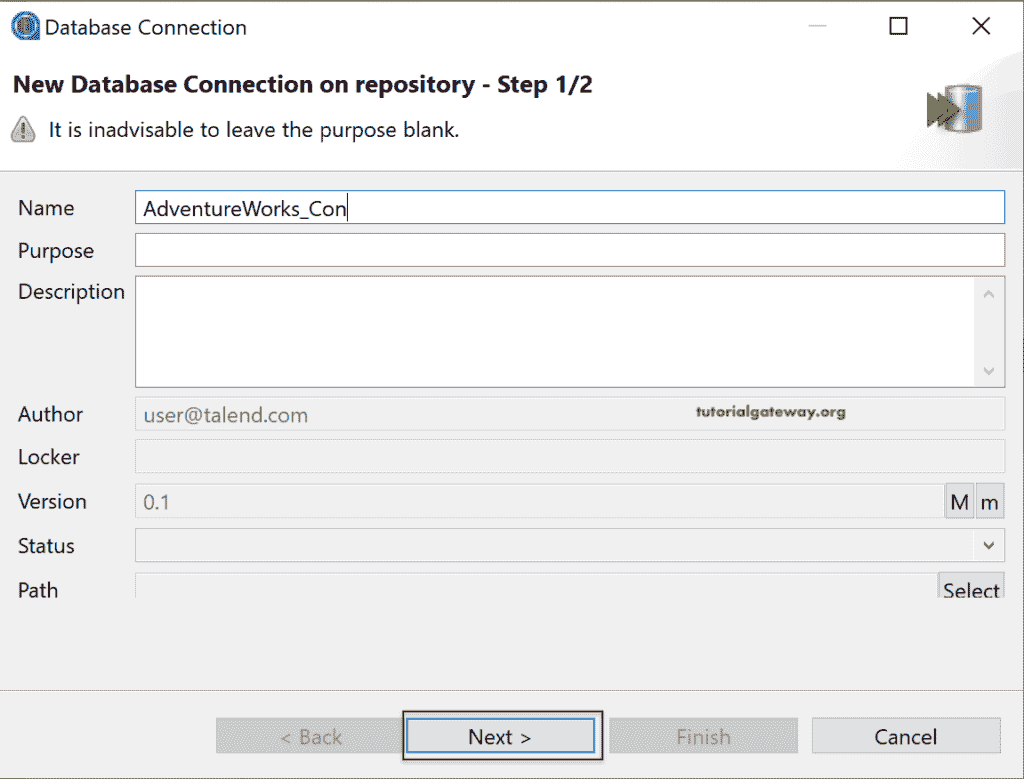 Database Connection
New Database Connection on repository - Step 1/2
It is inadvisable to leave the purpose blank.
Name AdventureWorks_Con
Purpose
Description
Author user@talend.com tutorialgateway.org
Locker
Version 0.1 M m
Status
Path Select
< Back Next > Finish Cancel